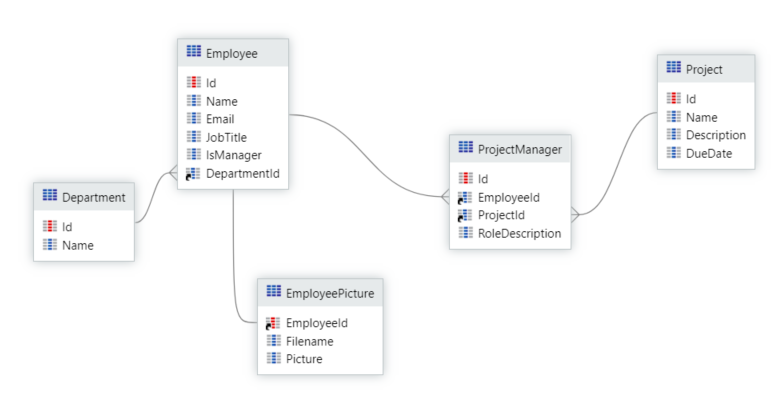 Employee
Id
Name
Email
JobTitle
IsManager
DepartmentId
Project
Id
Name
Description
DueDate
ProjectManager
Id
EmployeeId
ProjectId
RoleDescription
Department
Id
Name
EmployeePicture
EmployeeId
Filename
Picture